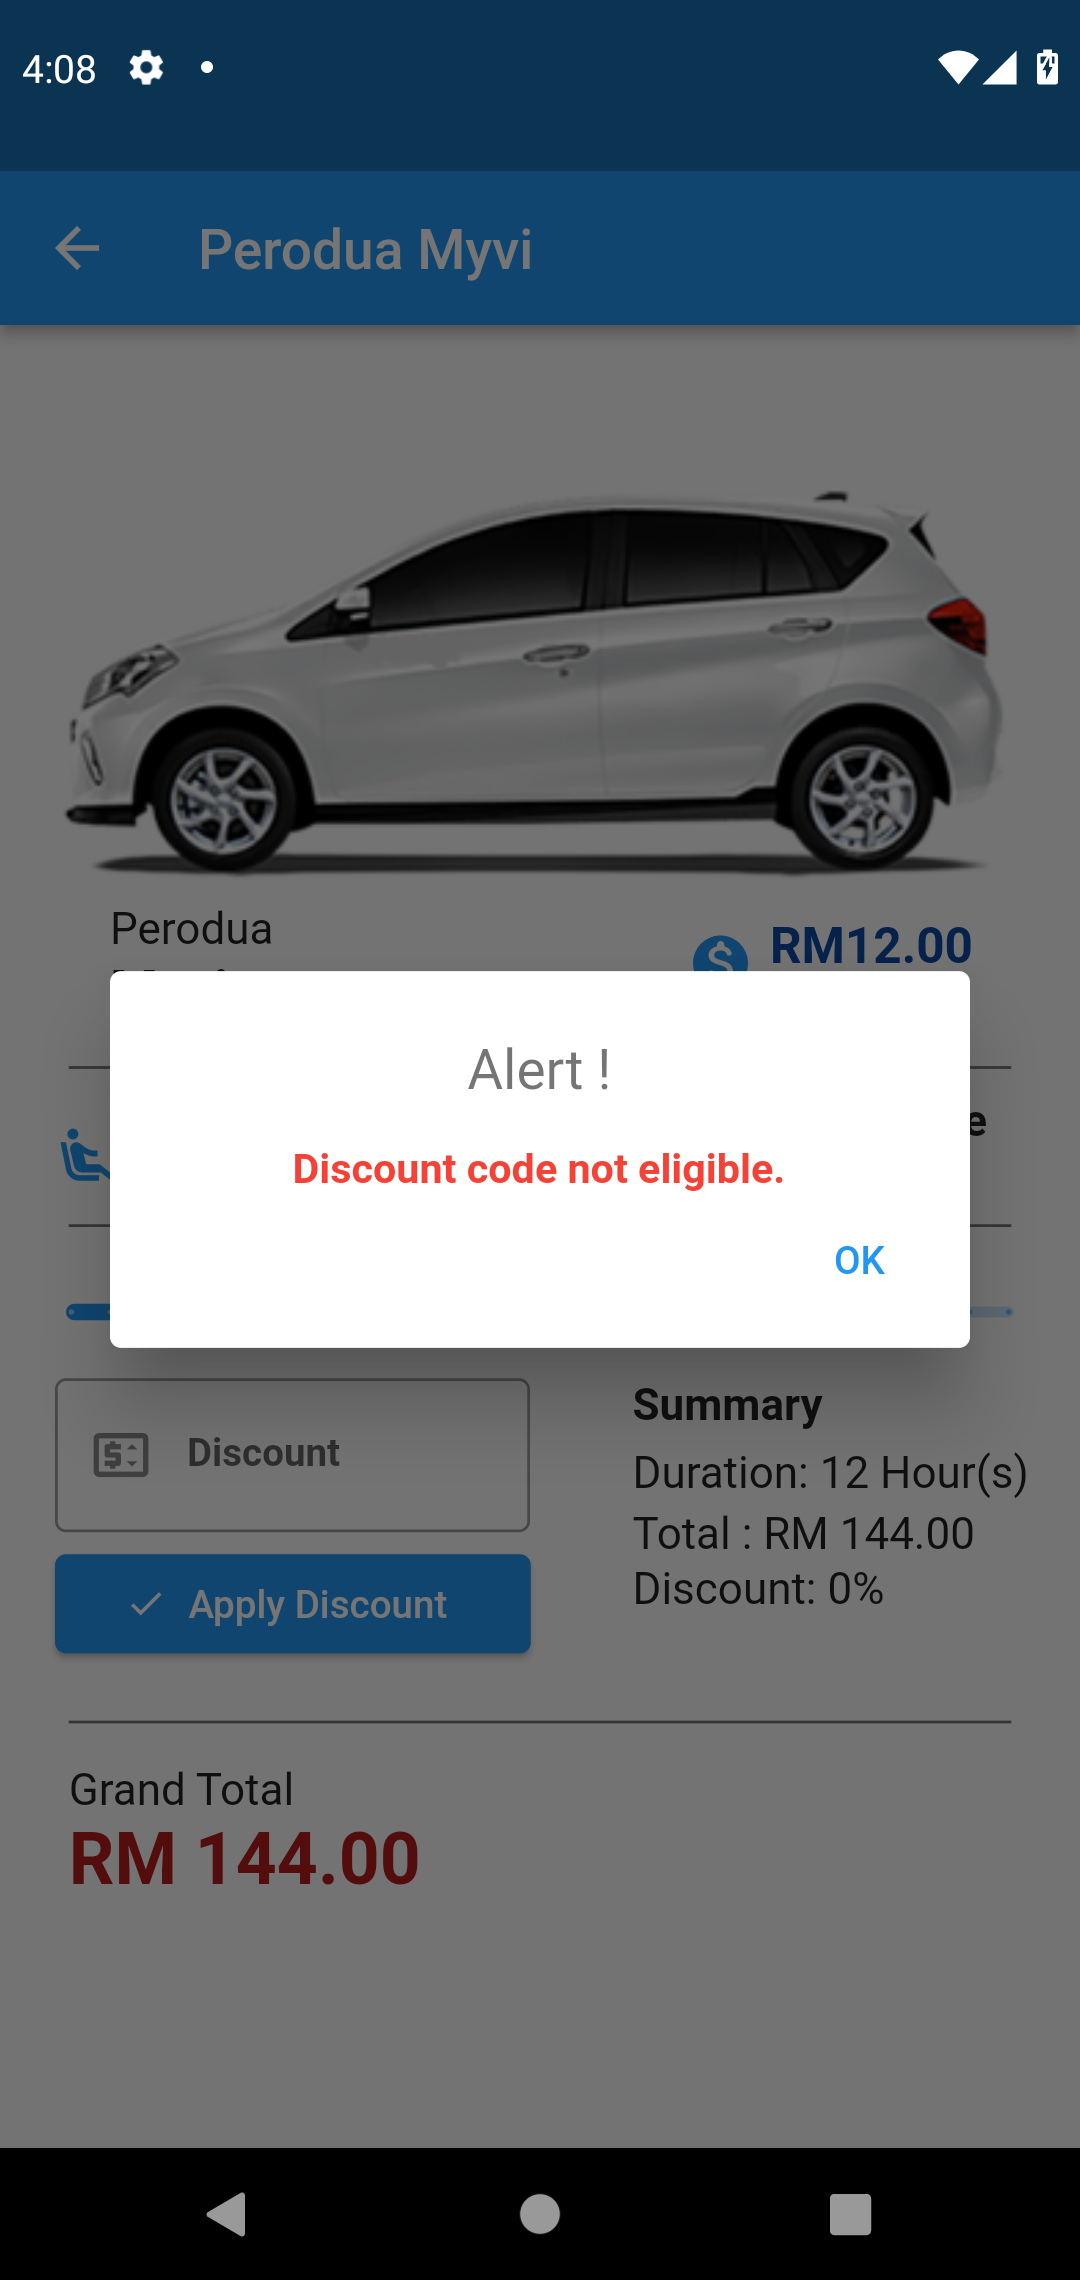 4:08
Perodua Myvi
Perodua
RM12.00
Alert !
Discount code not eligible.
OK
Discount
Apply Discount
Summary
Duration: 12 Hour(s)
Total : RM 144.00
Discount: 0%
Grand Total
RM 144.00